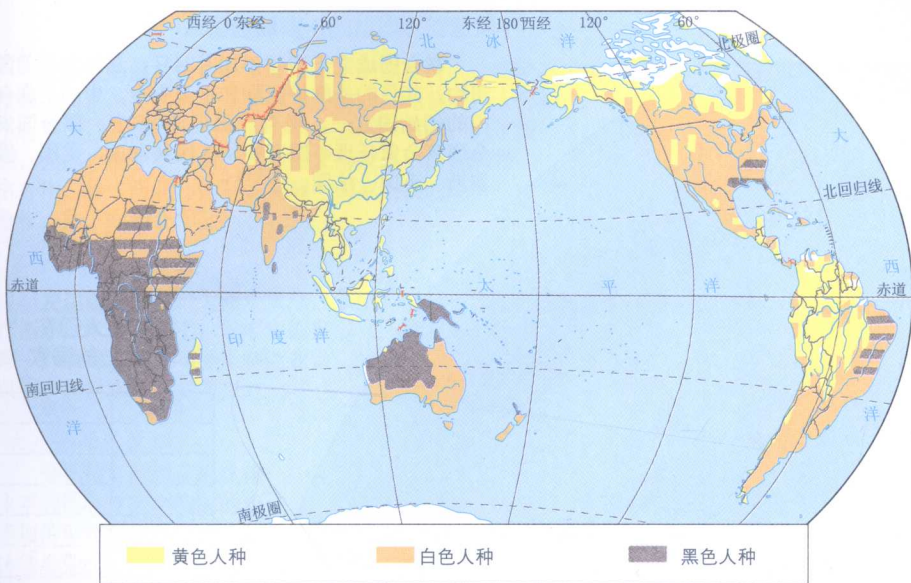 西经 0° 东经 60° 120° 东经 180° 西经 120° 60°
北 冰 洋
北极圈
大
大
北回归线
西
西
赤道
太 平 洋
赤道
印 度 洋
南回归线
洋
洋
南极圈
黄色人种 白色人种 黑色人种